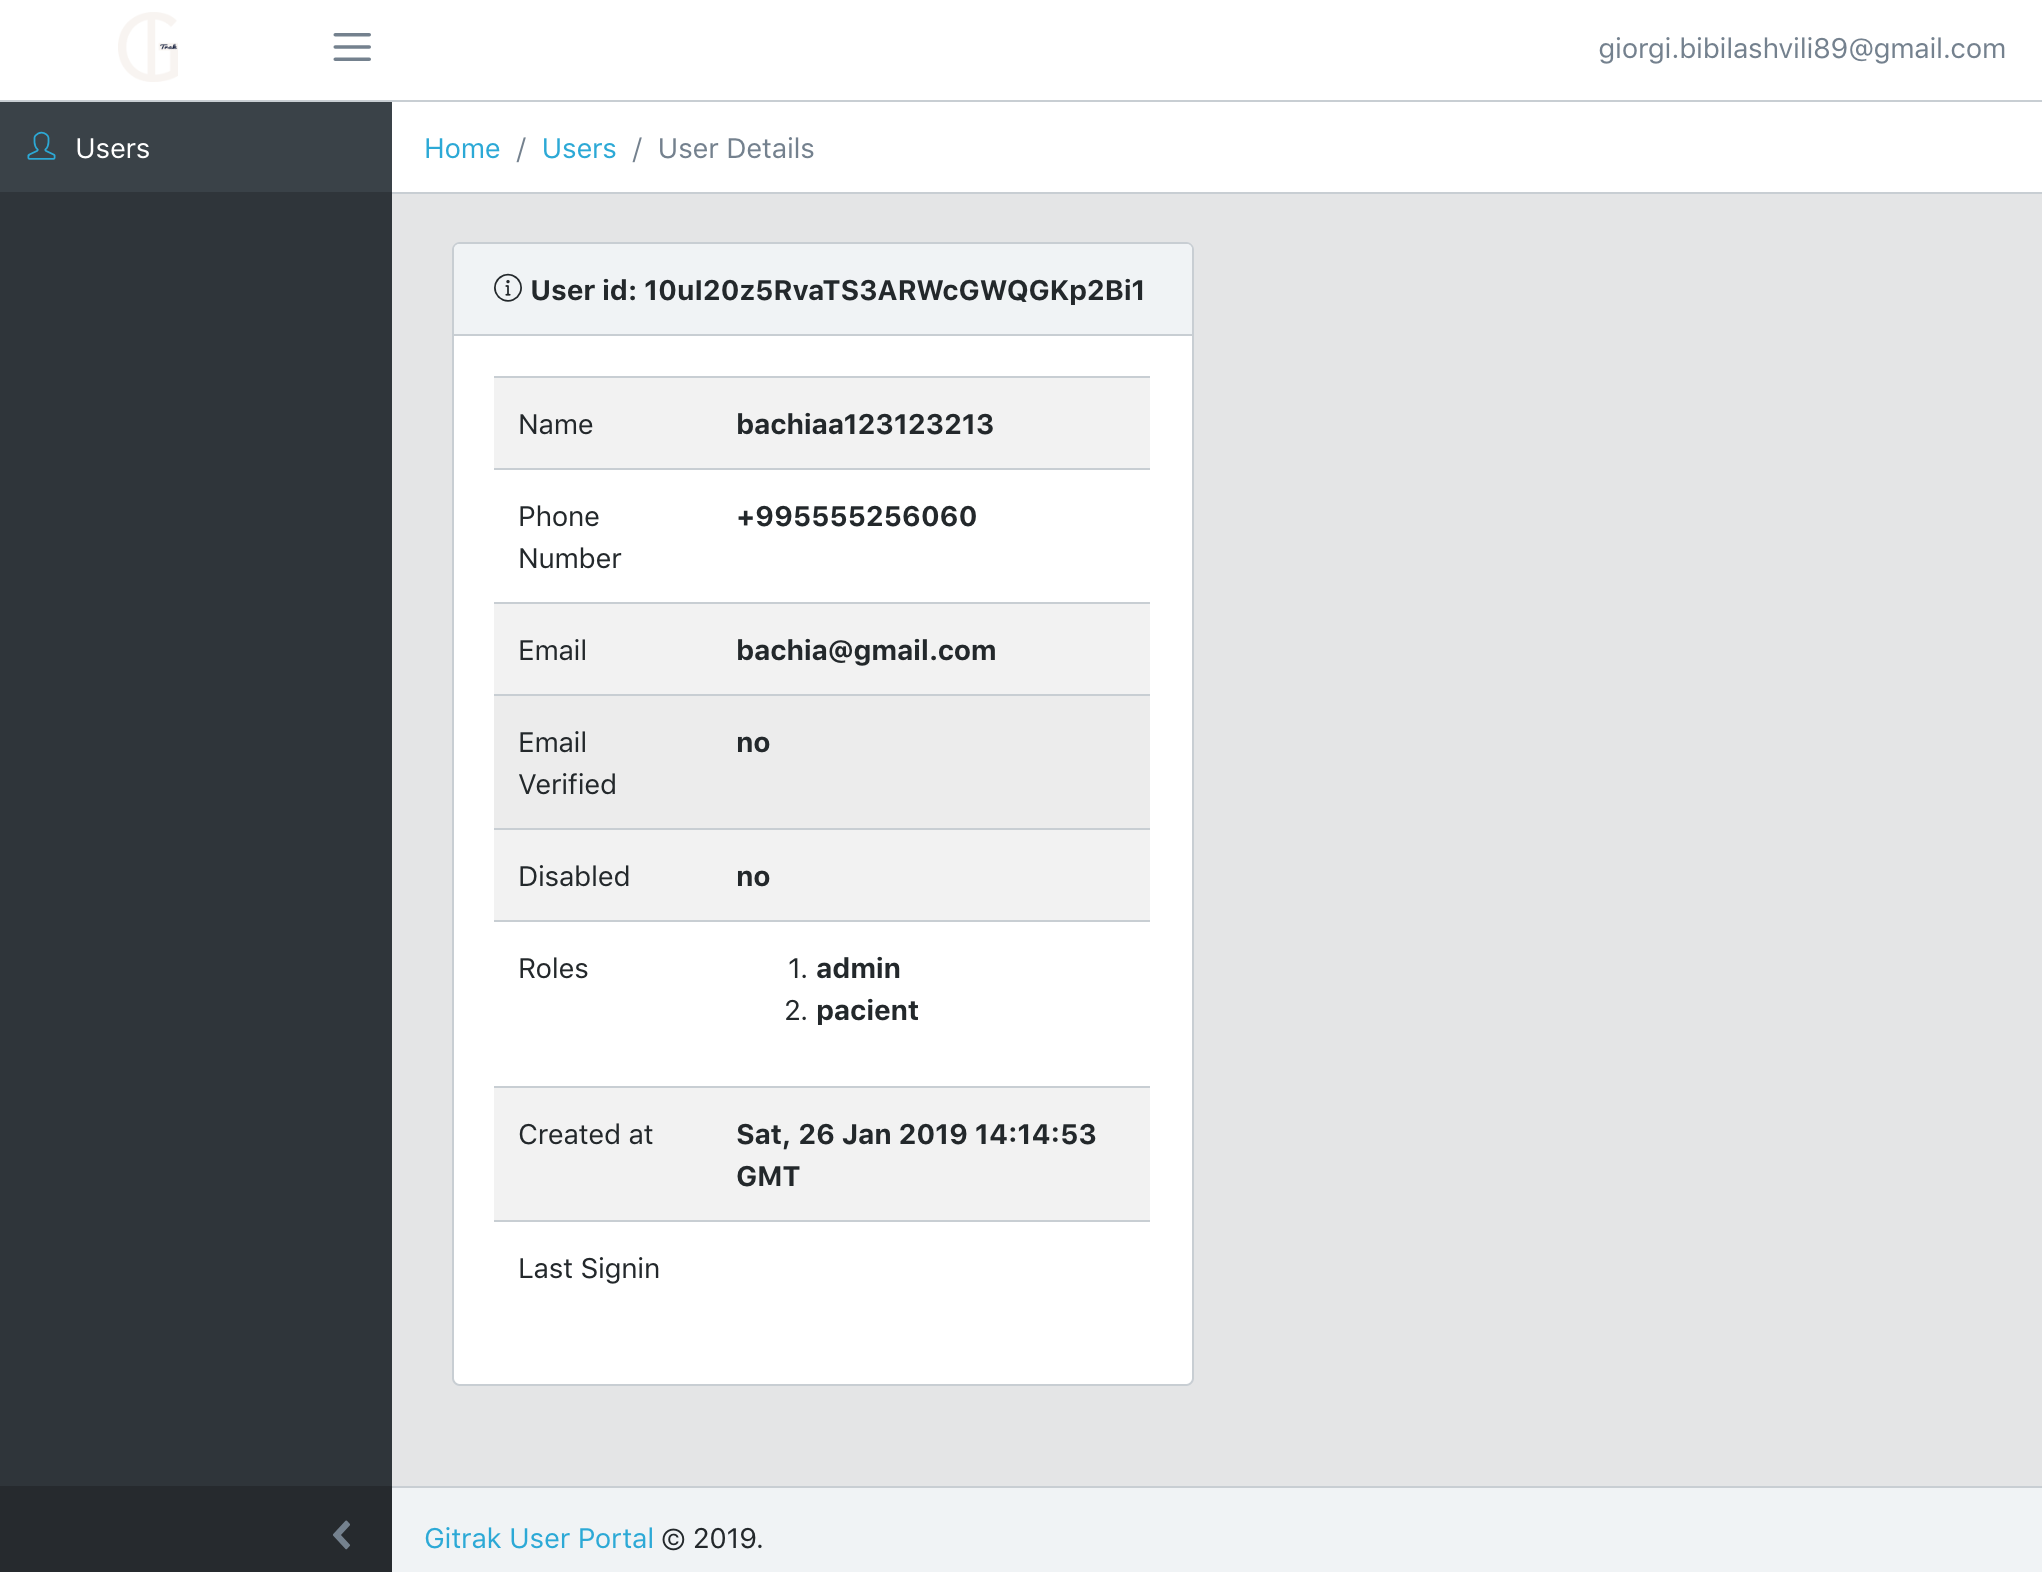 Trak
giorgi.bibilashvili89@gmail.com
Users
Home / Users / User Details
User id: 10uI20z5RvaTS3ARWcGWQGKp2Bi1
Name bachiaa123123213
Phone +995555256060
Number
Email bachia@gmail.com
Email no
Verified
Disabled no
Roles 1. admin
2. pacient
Created at Sat, 26 Jan 2019 14:14:53
GMT
Last Signin
Gitrak User Portal © 2019.